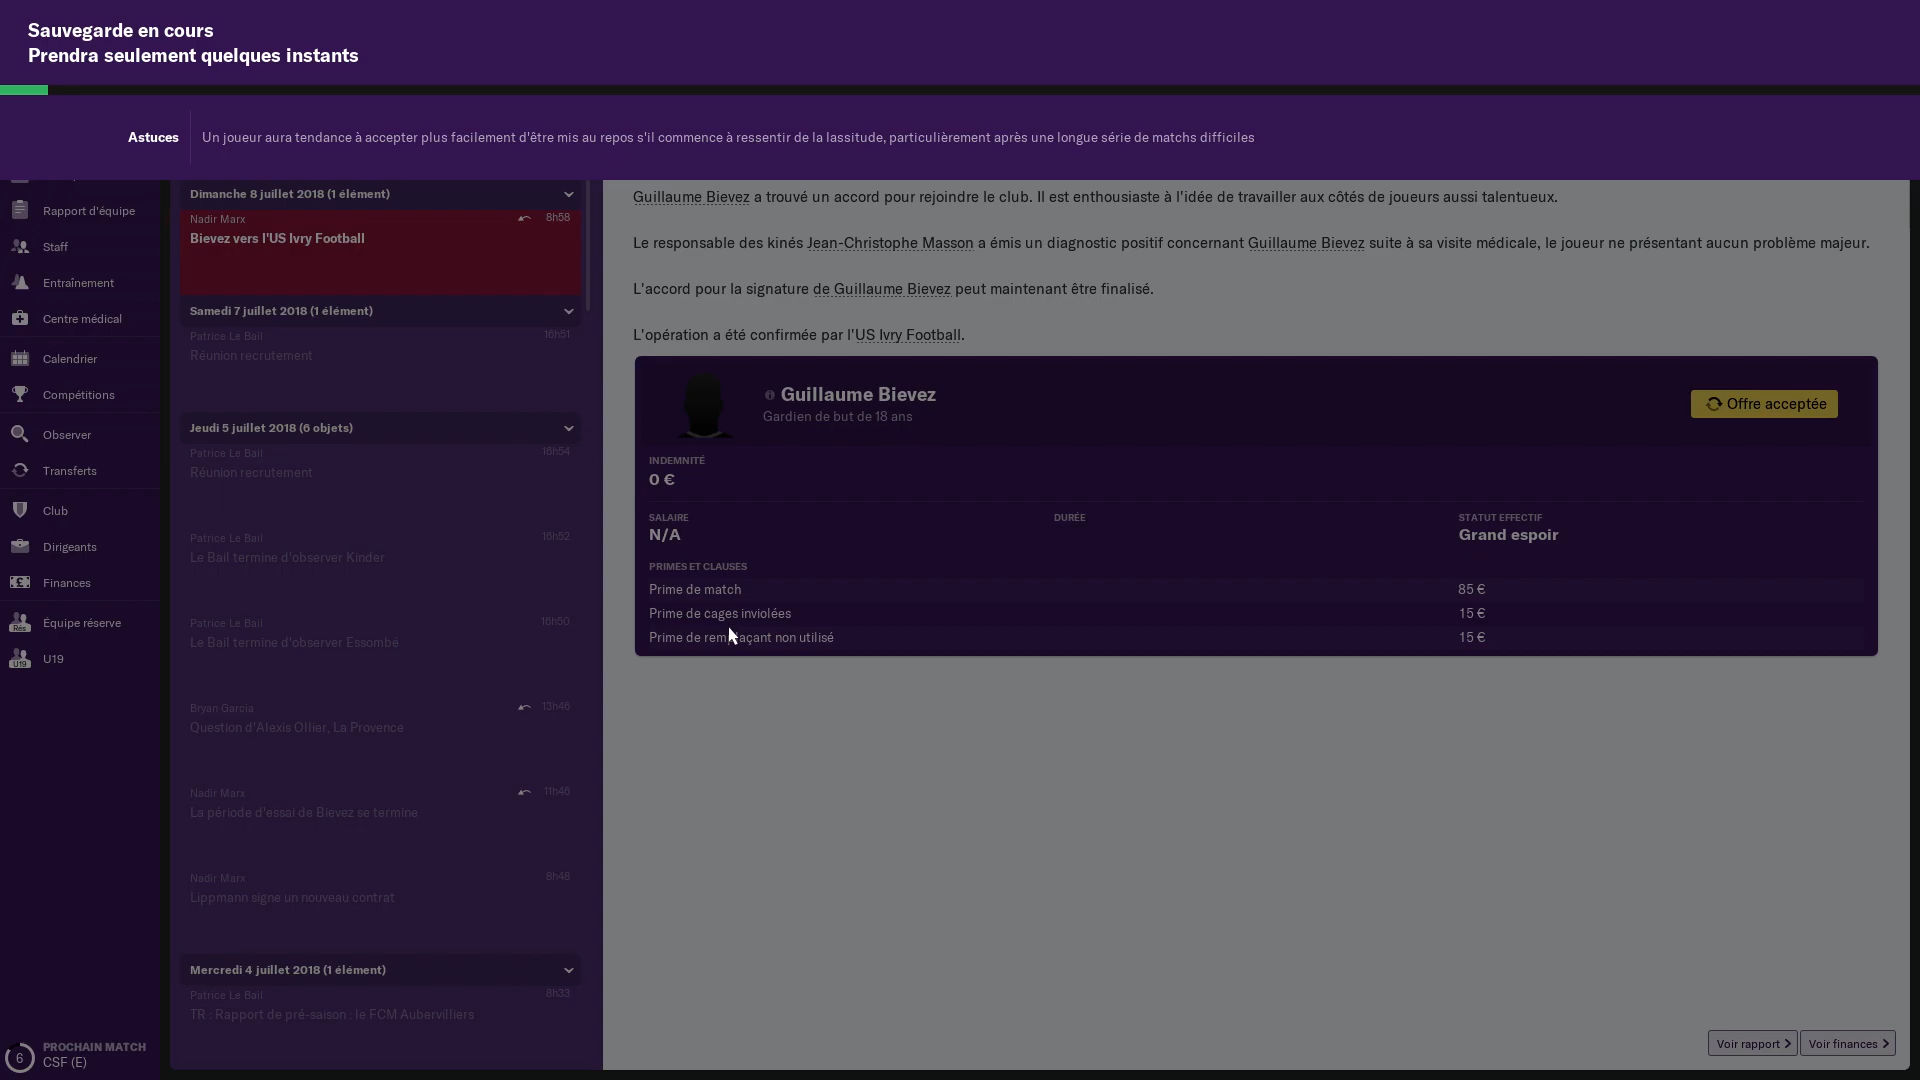 Sauvegarde en cours
Prendra seulement quelques instants
Astuces
Un joueur aura tendance à accepter plus facilement d'être mis au repos s'il commence à ressentir de la lassitude, particulièrement après une longue série de matchs difficiles
Rapport d'équipe
Staff
Entraînement
Centre médical
Calendrier
Compétitions
Observer
Transferts
Club
Dirigeants
Finances
Rés
Équipe réserve
U19
U19
6
PROCHAIN MATCH
CSF (E)
Dimanche 8 juillet 2018 (1 élément)
Nadir Marx 8h58
Bievez vers l'US Ivry Football
Samedi 7 juillet 2018 (1 élément)
Patrice Le Bail 16h51
Réunion recrutement
Jeudi 5 juillet 2018 (6 objets)
Patrice Le Bail 16h54
Réunion recrutement
Patrice Le Bail 16h52
Le Bail termine d'observer Kinder
Patrice Le Bail 16h50
Le Bail termine d'observer Essombé
Bryan Garcia 13h46
Question d'Alexis Ollier, La Provence
Nadir Marx 11h46
La période d'essai de Bievez se termine
Nadir Marx 8h48
Lippmann signe un nouveau contrat
Mercredi 4 juillet 2018 (1 élément)
Patrice Le Bail 8h33
TR : Rapport de pré-saison : le FCM Aubervilliers
Guillaume Bievez a trouvé un accord pour rejoindre le club. Il est enthousiaste à l'idée de travailler aux côtés de joueurs aussi talentueux.
Le responsable des kinés Jean-Christophe Masson a émis un diagnostic positif concernant Guillaume Bievez suite à sa visite médicale, le joueur ne présentant aucun problème majeur.
L'accord pour la signature de Guillaume Bievez peut maintenant être finalisé.
L'opération a été confirmée par l'US Ivry Football.
Guillaume Bievez
Gardien de but de 18 ans
Offre acceptée
INDEMNITÉ
0 €
SALAIRE DURÉE STATUT EFFECTIF
N/A Grand espoir
PRIMES ET CLAUSES
Prime de match 85 €
Prime de cages inviolées 15 €
Prime de remplaçant non utilisé 15 €
Voir rapport Voir finances